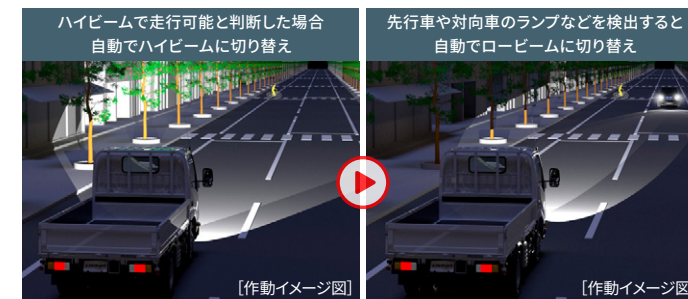 ハイビームで走行可能と判断した場合
自動でハイビームに切り替え
先行車や対向車のランプなどを検出すると
自動でロービームに切り替え
[作動イメージ図]
[作動イメージ図